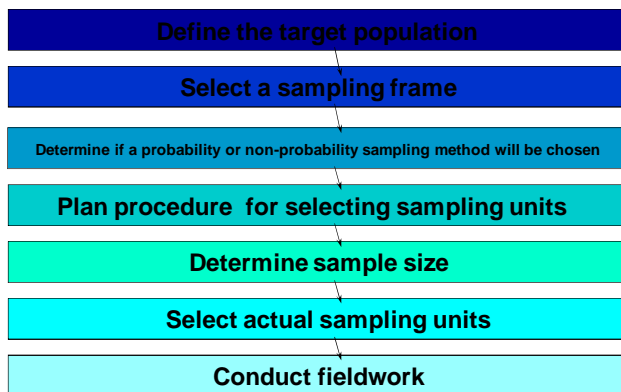 Define the target population
Select a sampling frame
Determine if a probability or non-probability sampling method will be chosen
Plan procedure for selecting sampling units
Determine sample size
Select actual sampling units
Conduct fieldwork